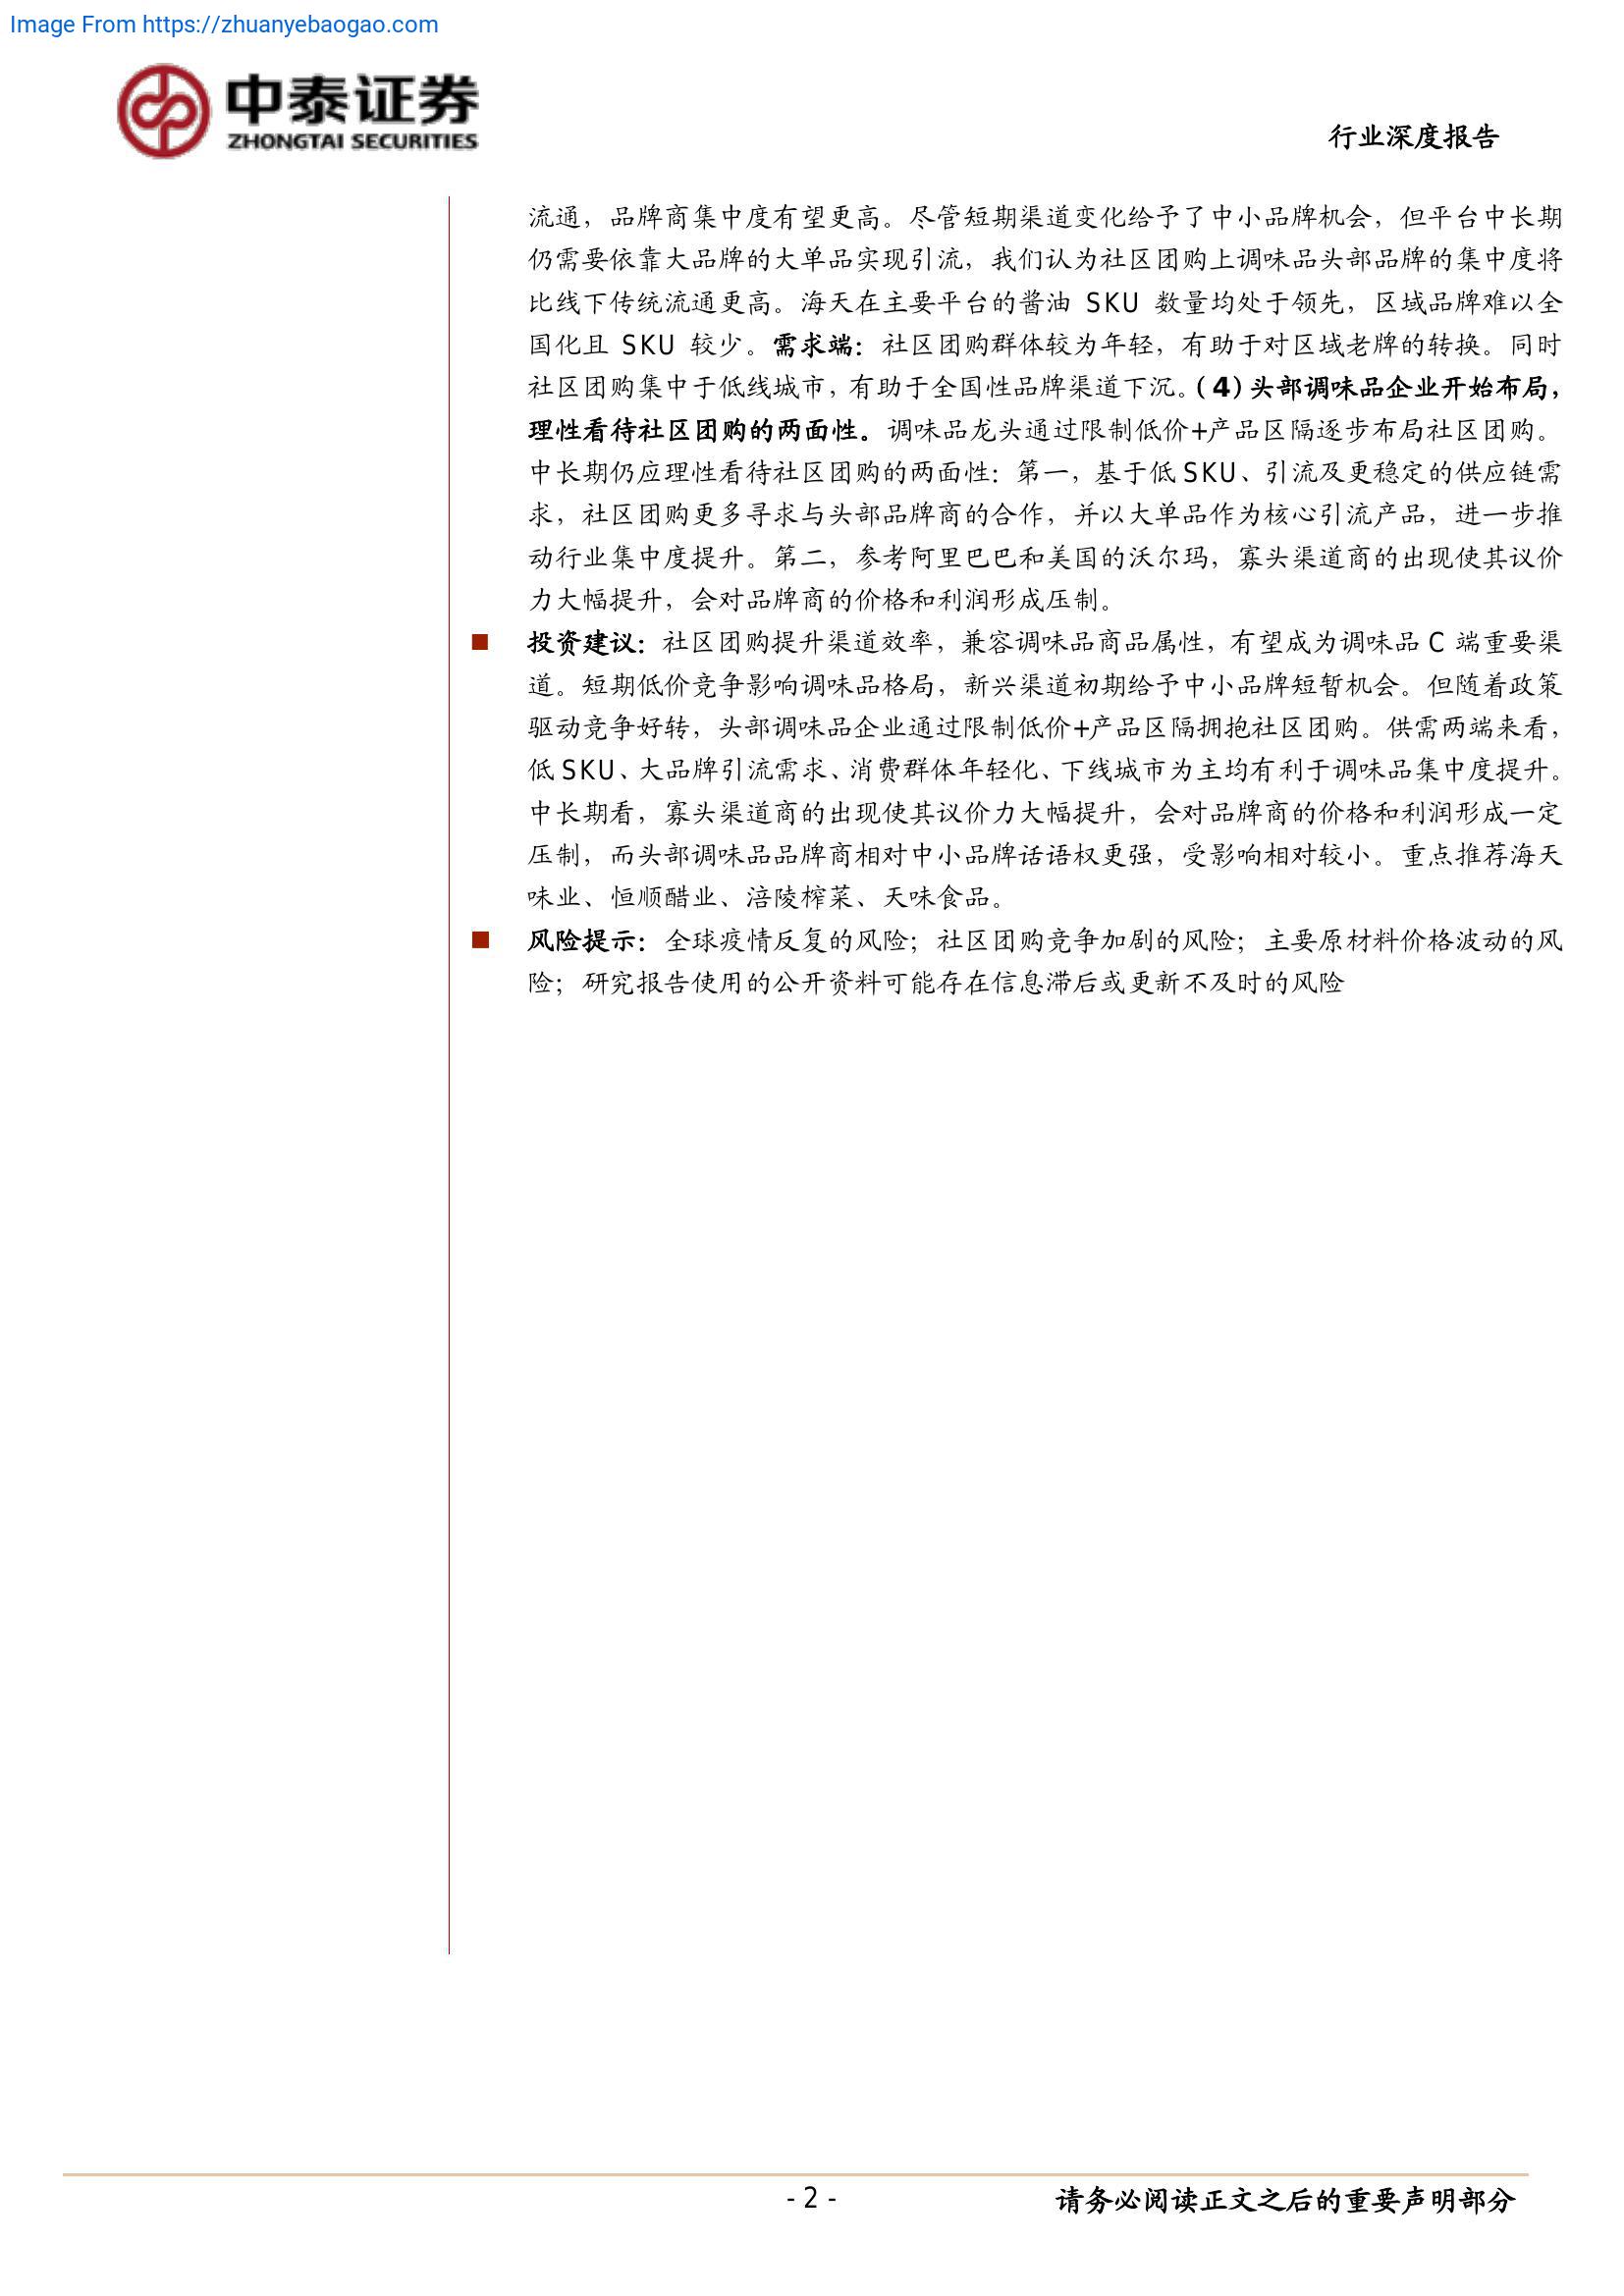 Image From https://zhuanyebaogao.com
中泰证券
ZHONGTAI SECURITIES
行业深度报告
流通，品牌商集中度有望更高。尽管短期渠道变化给予了中小品牌机会，但平台中长期
仍需要依靠大品牌的大单品实现引流，我们认为社区团购上调味品头部品牌的集中度将
比线下传统流通更高。海天在主要平台的酱油 SKU 数量均处于领先，区域品牌难以全
国化且 SKU 较少。需求端：社区团购群体较为年轻，有助于对区域老牌的转换。同时
社区团购集中于低线城市，有助于全国性品牌渠道下沉。（4）头部调味品企业开始布局，
理性看待社区团购的两面性。调味品龙头通过限制低价+产品区隔逐步布局社区团购。
中长期仍应理性看待社区团购的两面性：第一，基于低 SKU、引流及更稳定的供应链需
求，社区团购更多寻求与头部品牌商的合作，并以大单品作为核心引流产品，进一步推
动行业集中度提升。第二，参考阿里巴巴和美国的沃尔玛，寡头渠道商的出现使其议价
力大幅提升，会对品牌商的价格和利润形成压制。
■ 投资建议：社区团购提升渠道效率，兼容调味品商品属性，有望成为调味品 C 端重要渠
道。短期低价竞争影响调味品格局，新兴渠道初期给予中小品牌短暂机会。但随着政策
驱动竞争好转，头部调味品企业通过限制低价+产品区隔拥抱社区团购。供需两端来看，
低 SKU、大品牌引流需求、消费群体年轻化、下线城市为主均有利于调味品集中度提升。
中长期看，寡头渠道商的出现使其议价力大幅提升，会对品牌商的价格和利润形成一定
压制，而头部调味品品牌商相对中小品牌话语权更强，受影响相对较小。重点推荐海天
味业、恒顺醋业、涪陵榨菜、天味食品。
■ 风险提示：全球疫情反复的风险；社区团购竞争加剧的风险；主要原材料价格波动的风
险；研究报告使用的公开资料可能存在信息滞后或更新不及时的风险
- 2 -
请务必阅读正文之后的重要声明部分